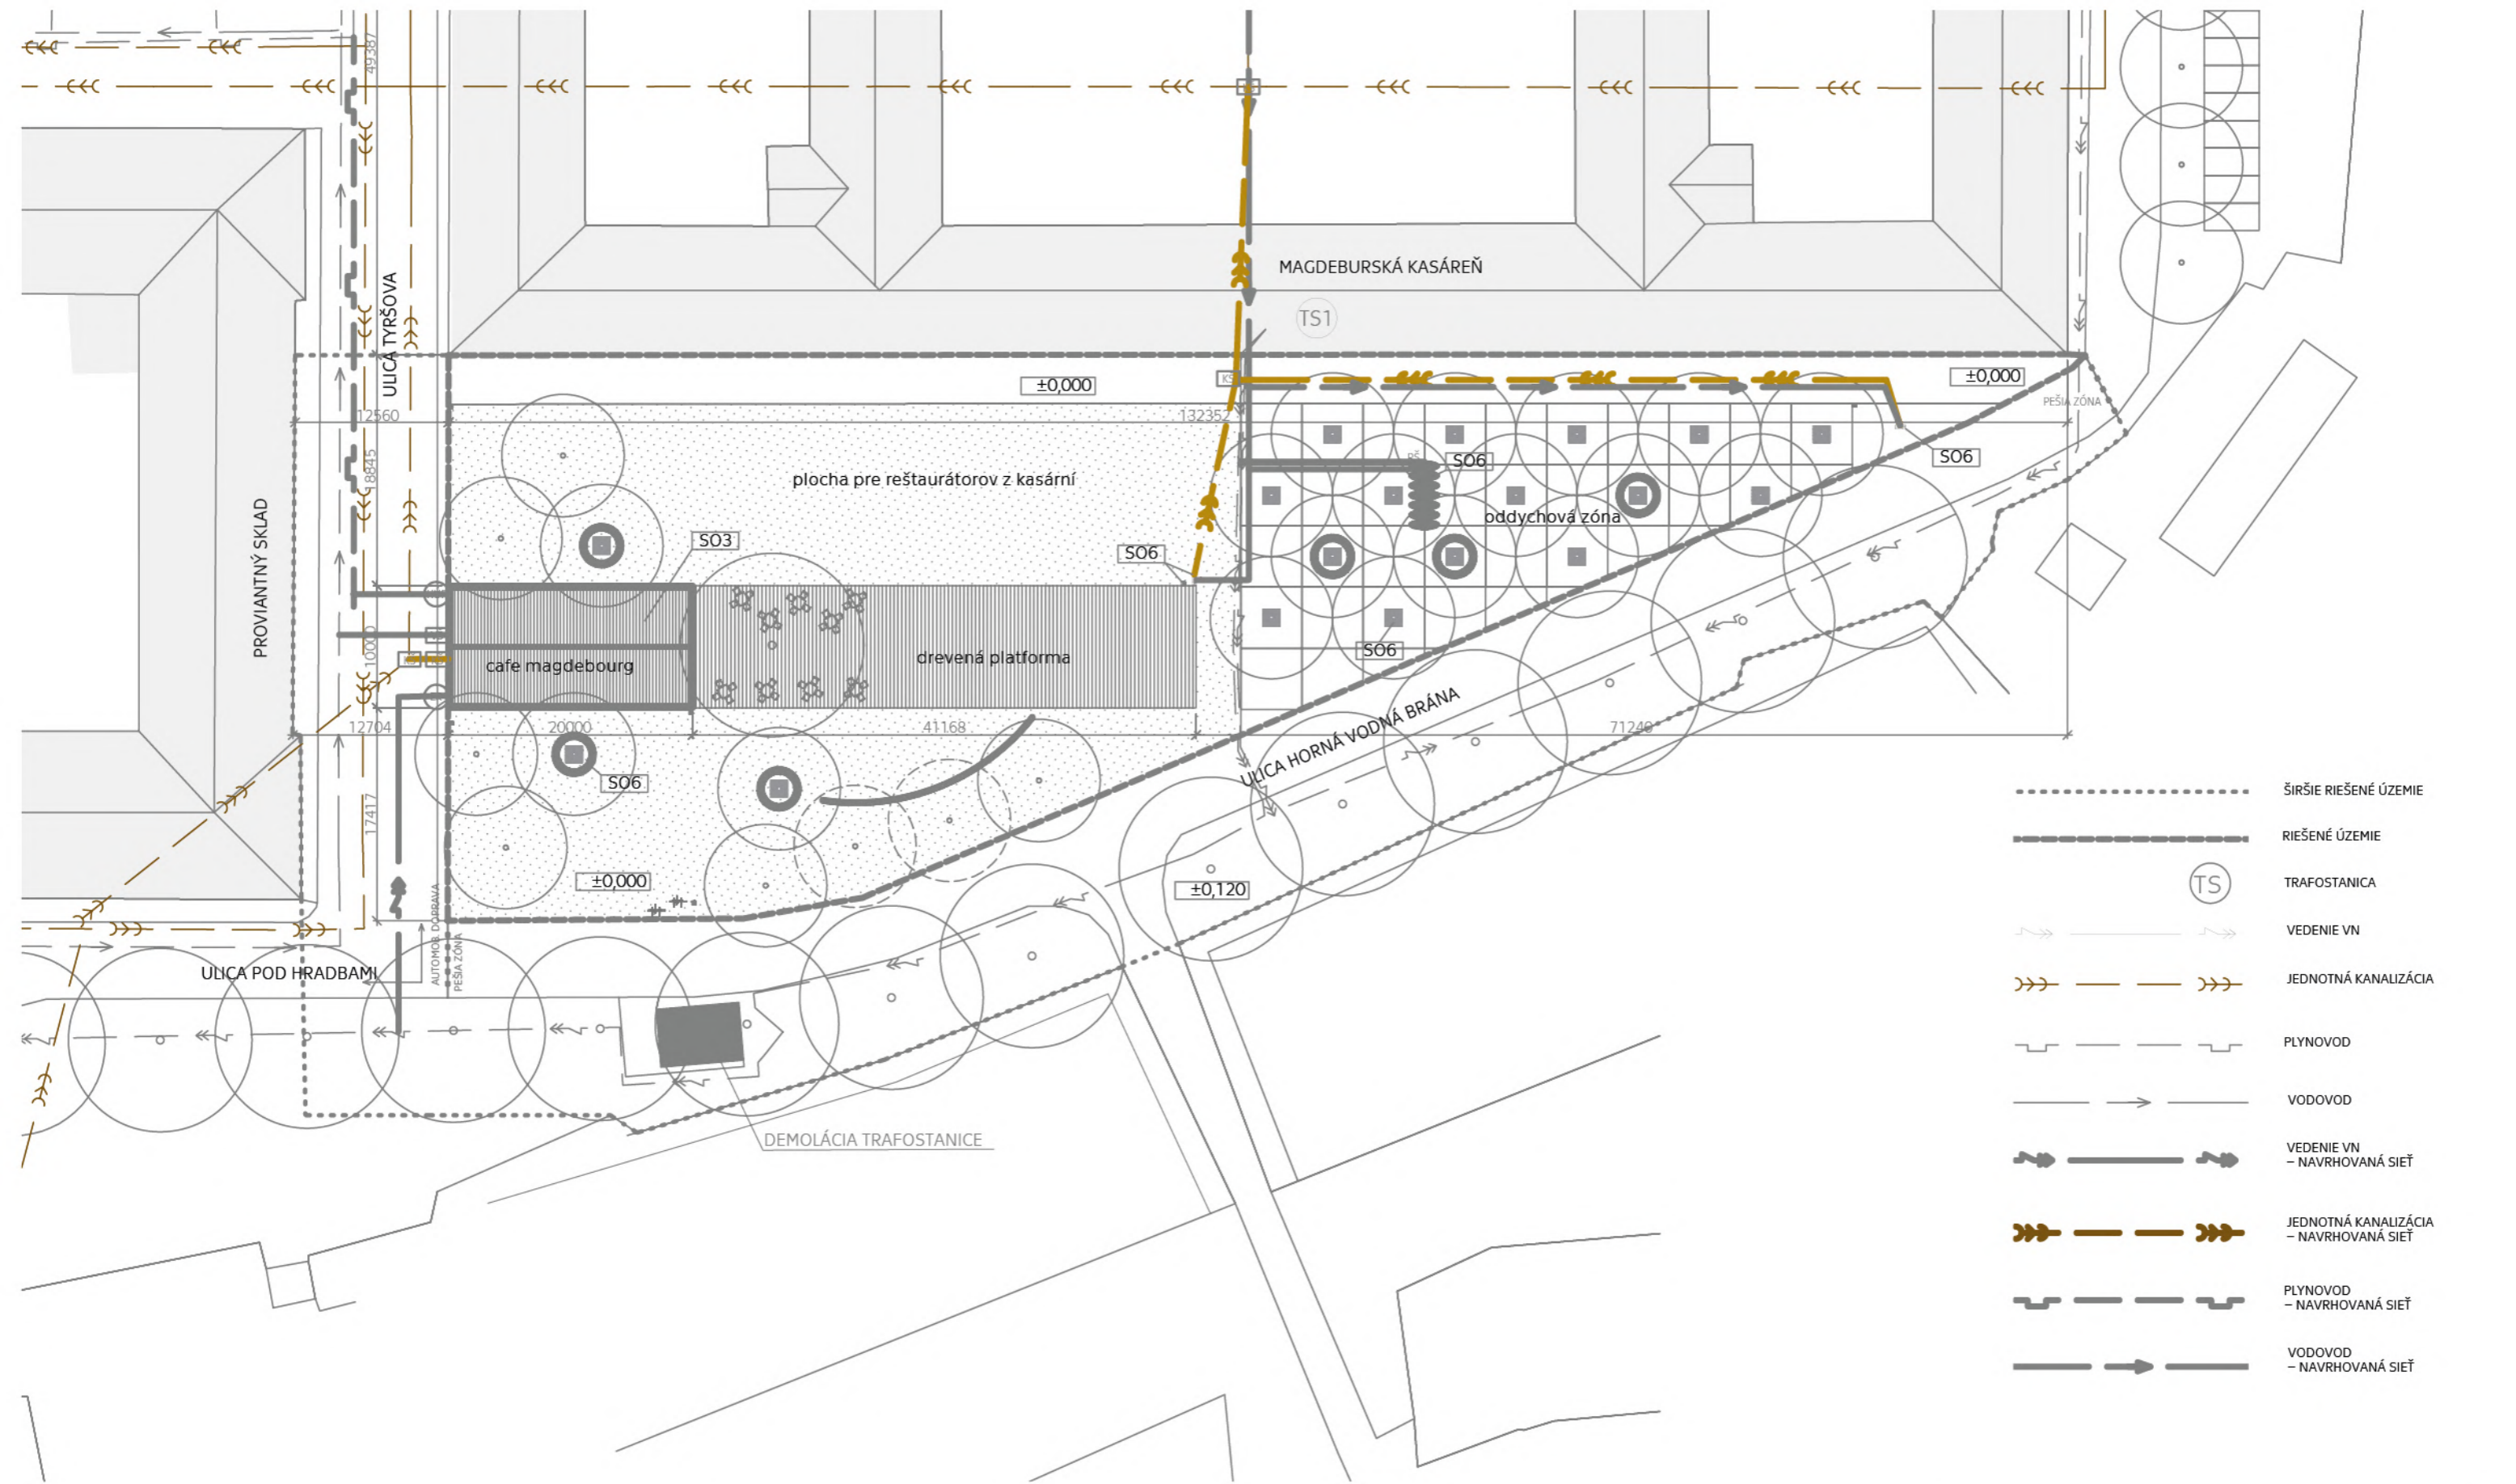 49387
MAGDEBURSKÁ KASÁREŇ
TS1
ULICA TYRŠOVA
±0,000
KŠ
±0,000
PEŠIA ZÓNA
12560
132352
18845
plocha pre reštaurátorov z kasární
SO6
SO6
PROVIANTNÝ SKLAD
oddychová zóna
SO3
SO6
10000
cafe magdebourg
drevená platforma
SO6
12704
20000
41168
71240
ULICA HORNÁ VODNÁ BRÁNA
SO6
17417
±0,000
±0,120
AUTOMOB. DOPRAVA
PEŠIA ZÓNA
ULICA POD HRADBAMI
DEMOLÁCIA TRAFOSTANICE
ŠIRŠIE RIEŠENÉ ÚZEMIE
RIEŠENÉ ÚZEMIE
TS
TRAFOSTANICA
VEDENIE VN
JEDNOTNÁ KANALIZÁCIA
PLYNOVOD
VODOVOD
VEDENIE VN
– NAVRHOVANÁ SIEŤ
JEDNOTNÁ KANALIZÁCIA
– NAVRHOVANÁ SIEŤ
PLYNOVOD
– NAVRHOVANÁ SIEŤ
VODOVOD
– NAVRHOVANÁ SIEŤ